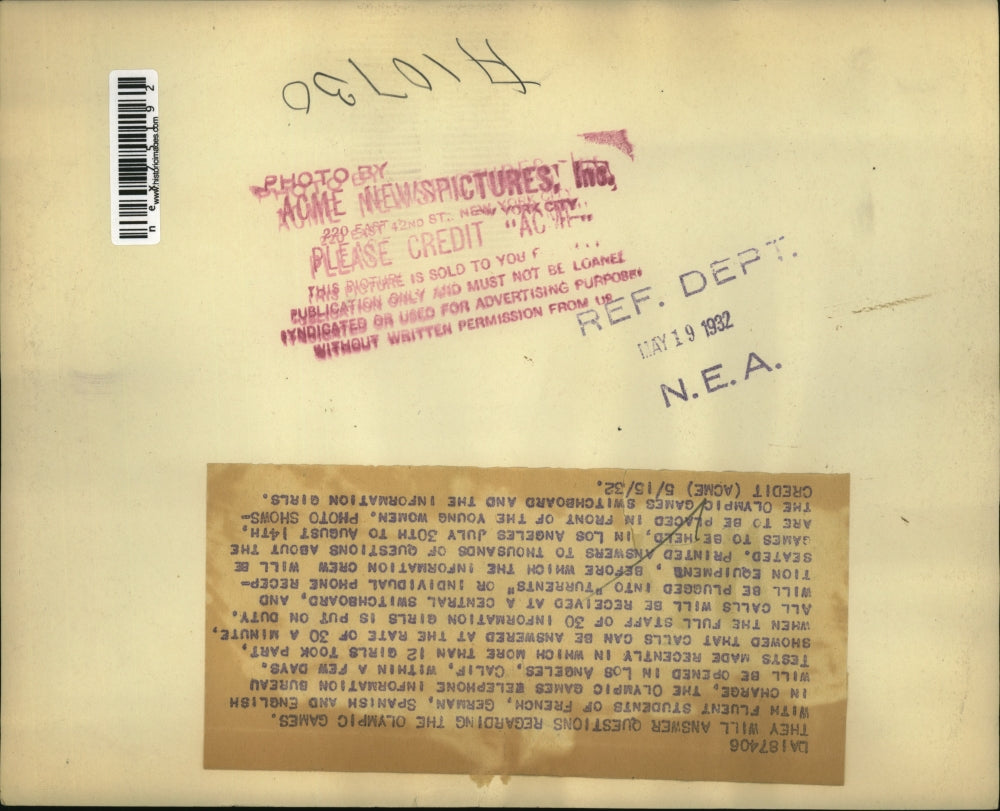 A10730
nex75192
www.historicimages.com
PHOTO BY
ACME NEWSPICTURES, Inc.
220 EAST 42ND ST., NEW YORK CITY.
PLEASE CREDIT "ACME"
THIS PICTURE IS SOLD TO YOU F
PUBLICATION ONLY AND MUST NOT BE LOANED
SYNDICATED OR USED FOR ADVERTISING PURPOSES
WITHOUT WRITTEN PERMISSION FROM US
REF. DEPT.
MAY 19 1932
N.E.A.
LA187406
THEY WILL ANSWER QUESTIONS REGARDING THE OLYMPIC GAMES.
WITH FLUENT STUDENTS OF FRENCH, GERMAN, SPANISH AND ENGLISH
IN CHARGE, THE OLYMPIC GAMES TELEPHONE INFORMATION BUREAU
WILL BE OPENED IN LOS ANGELES, CALIF, WITHIN A FEW DAYS.
TESTS MADE RECENTLY IN WHICH MORE THAN 12 GIRLS TOOK PART,
SHOWED THAT CALLS CAN BE ANSWERED AT THE RATE OF 30 A MINUTE,
WHEN THE FULL STAFF OF 30 INFORMATION GIRLS IS PUT ON DUTY.
ALL CALLS WILL BE RECEIVED AT A CENTRAL SWITCHBOARD, AND
WILL BE PLUGGED INTO "TURRENTS" OR INDIVIDUAL PHONE RECEP-
TION EQUIPMENT, BEFORE WHICH THE INFORMATION CREW WILL BE
SEATED. PRINTED ANSWERS TO THOUSANDS OF QUESTIONS ABOUT THE
GAMES TO BE HELD, IN LOS ANGELES JULY 30TH TO AUGUST 14TH,
ARE TO BE PLACED IN FRONT OF THE YOUNG WOMEN. PHOTO SHOWS-
THE OLYMPIC GAMES SWITCHBOARD AND THE INFORMATION GIRLS.
CREDIT (ACME) 5/15/32.